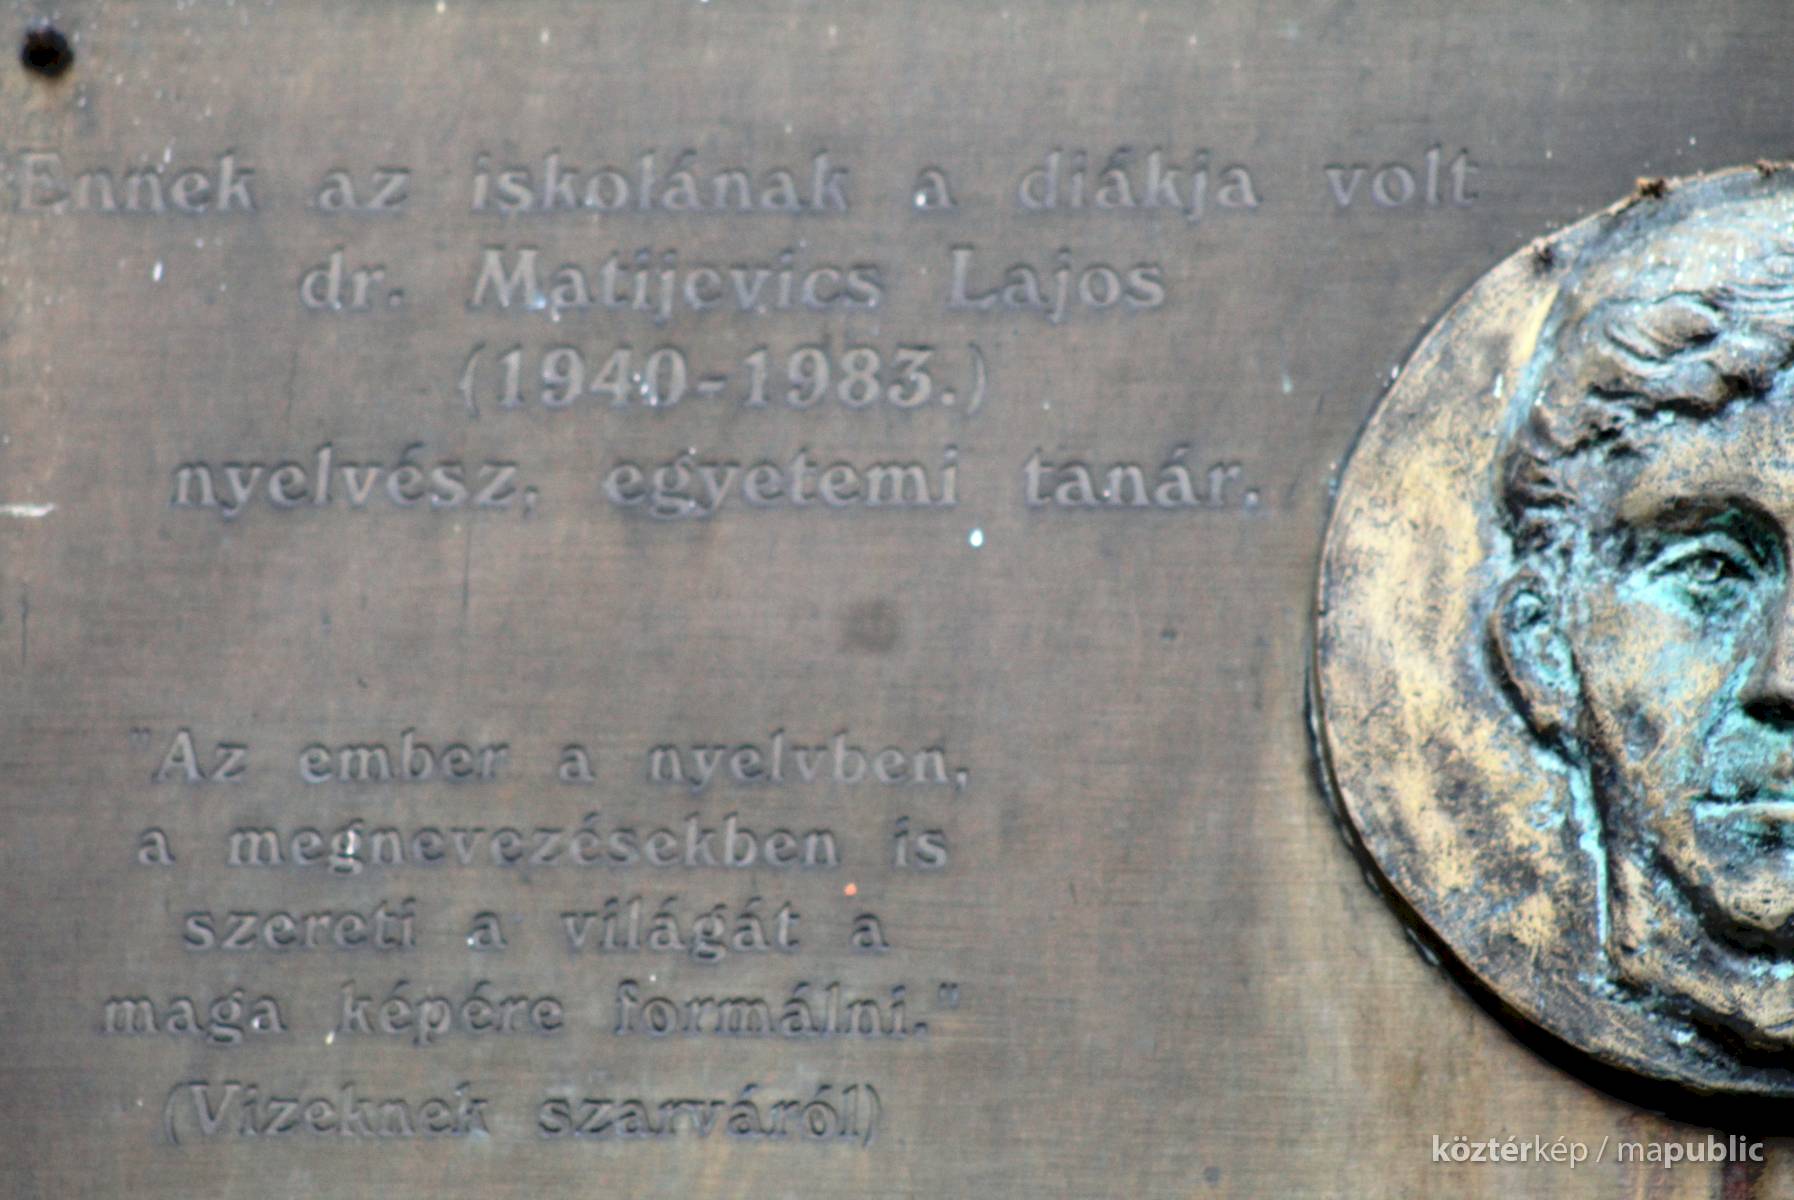 Ennek az iskolának a diákja volt
dr. Matijevics Lajos
(1940-1983.)
nyelvész, egyetemi tanár.
"Az ember a nyelvben,
a megnevezésekben is
szereti a világát a
maga képére formálni."
(Vizeknek szarváról)
köztérkép / mapublic